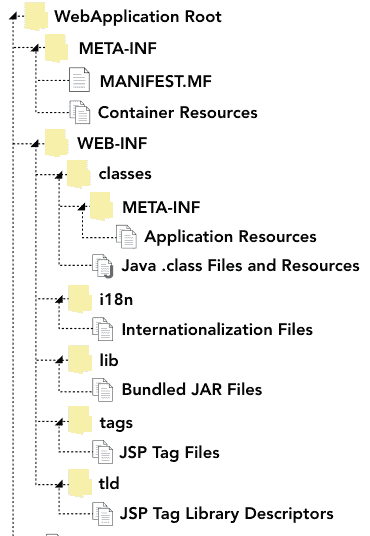 WebApplication Root
META-INF
MANIFEST.MF
Container Resources
WEB-INF
classes
META-INF
Application Resources
Java .class Files and Resources
i18n
Internationalization Files
lib
Bundled JAR Files
tags
JSP Tag Files
tld
JSP Tag Library Descriptors